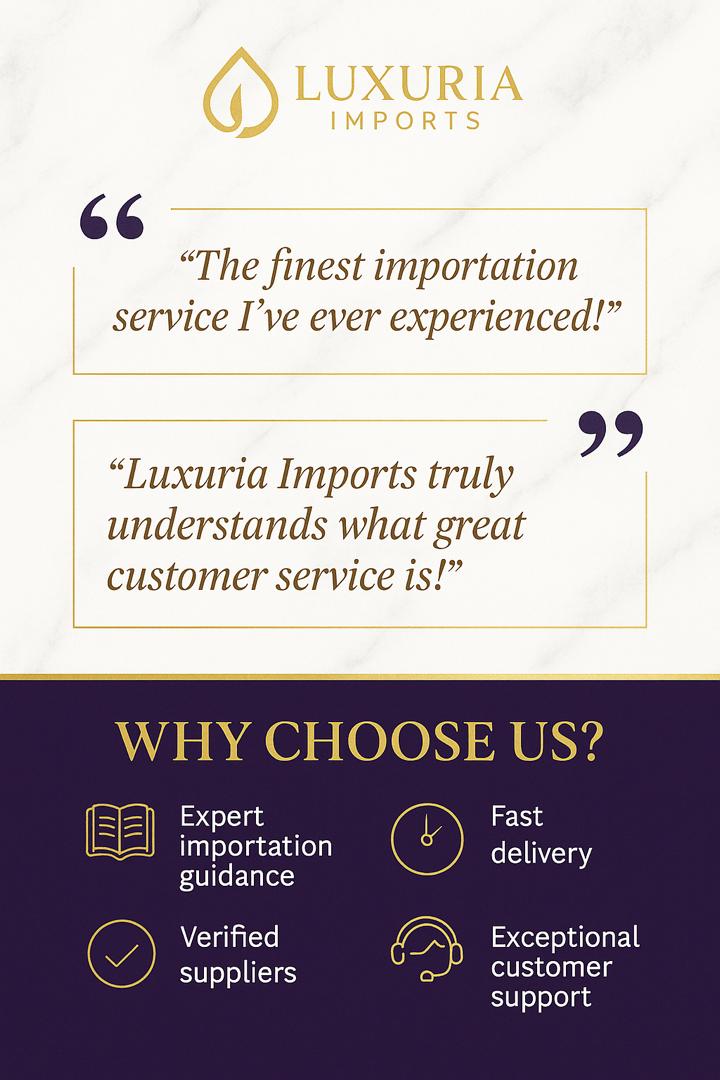 LUXURIA
IMPORTS
“
“The finest importation
service I’ve ever experienced!”
”
“Luxuria Imports truly
understands what great
customer service is!”
WHY CHOOSE US?
Expert
importation
guidance
Fast
delivery
Verified
suppliers
Exceptional
customer
support